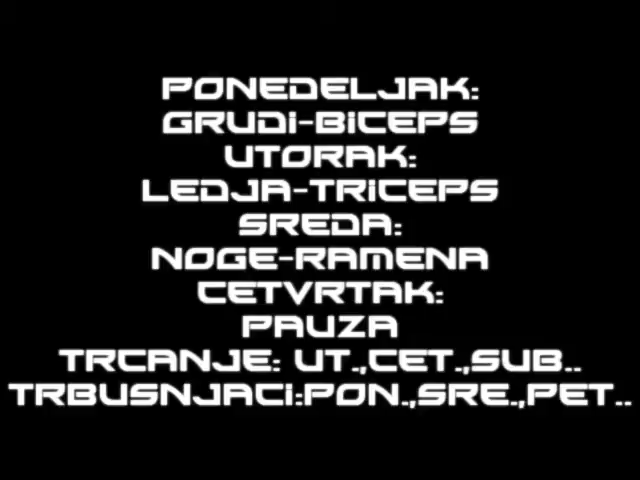 PONEDELJAK:
GRUDI-BICEPS
UTORAK:
LEDJA-TRICEPS
SREDA:
NOGE-RAMENA
CETVRTAK:
PAUZA
TRCANJE: UT.,CET.,SUB..
TRBUSNJACI:PON.,SRE.,PET..